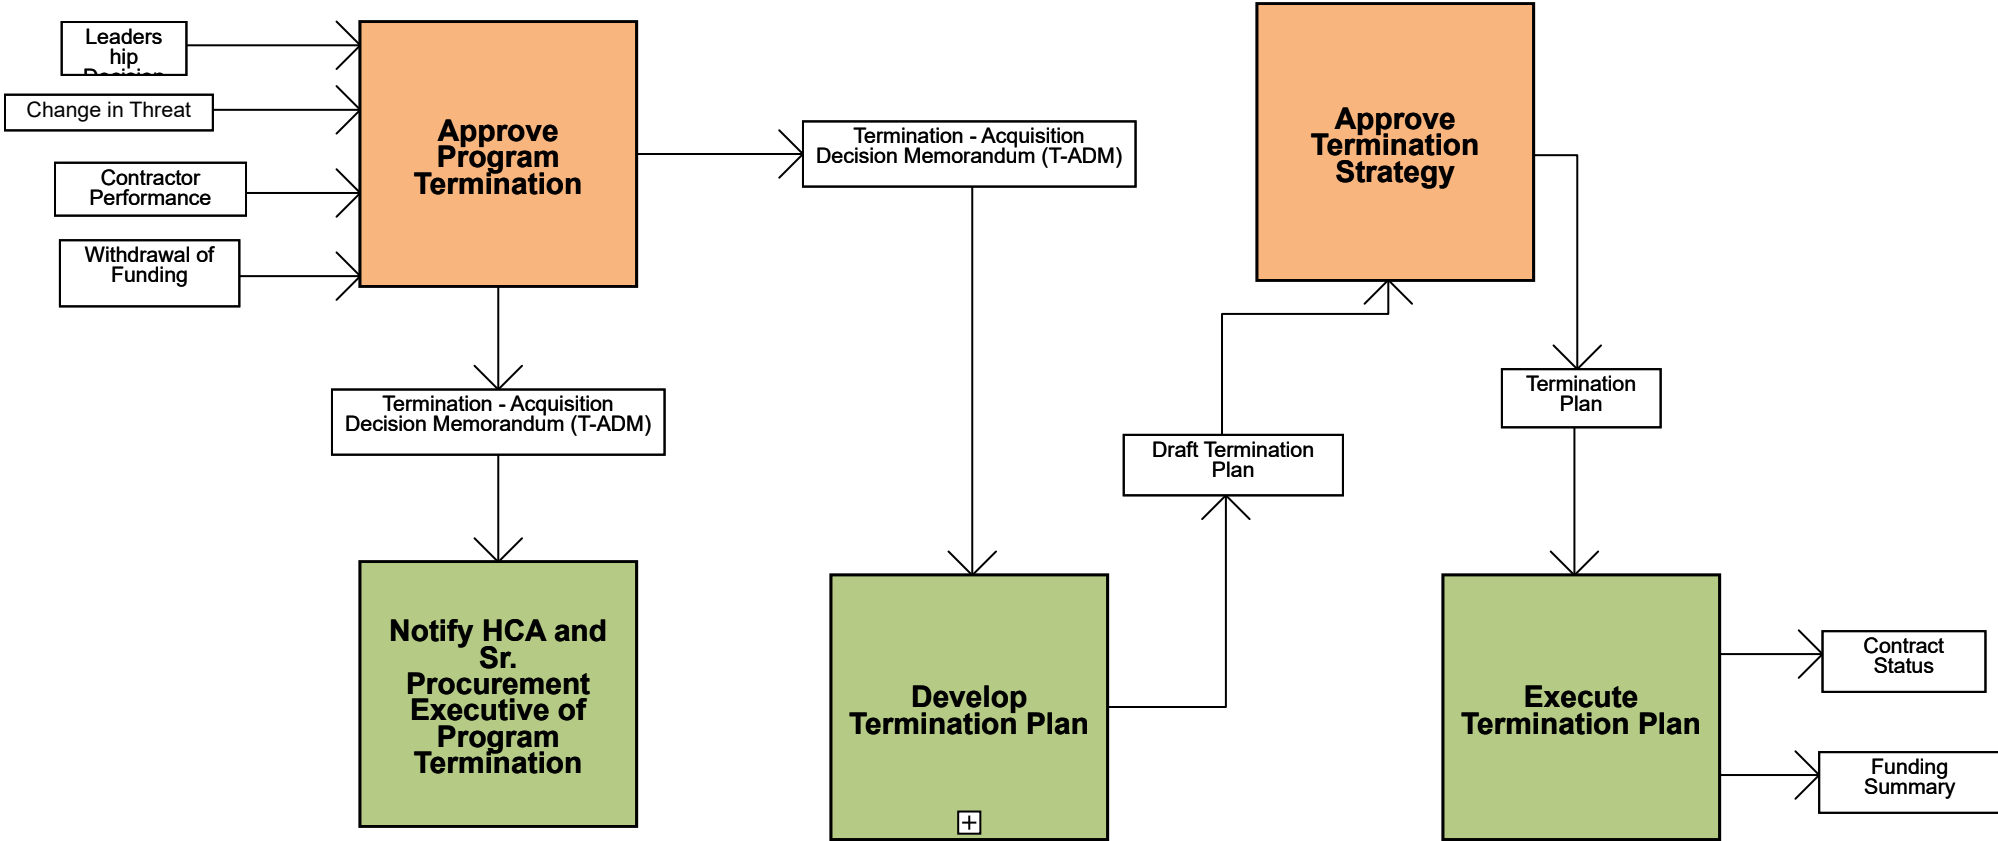 Leaders
hip
Decision
Change in Threat
Contractor
Performance
Withdrawal of
Funding
Approve
Program
Termination
Termination - Acquisition
Decision Memorandum (T-ADM)
Termination - Acquisition
Decision Memorandum (T-ADM)
Notify HCA and
Sr.
Procurement
Executive of
Program
Termination
Develop
Termination Plan
Draft Termination
Plan
Approve
Termination
Strategy
Termination
Plan
Execute
Termination Plan
Contract
Status
Funding
Summary